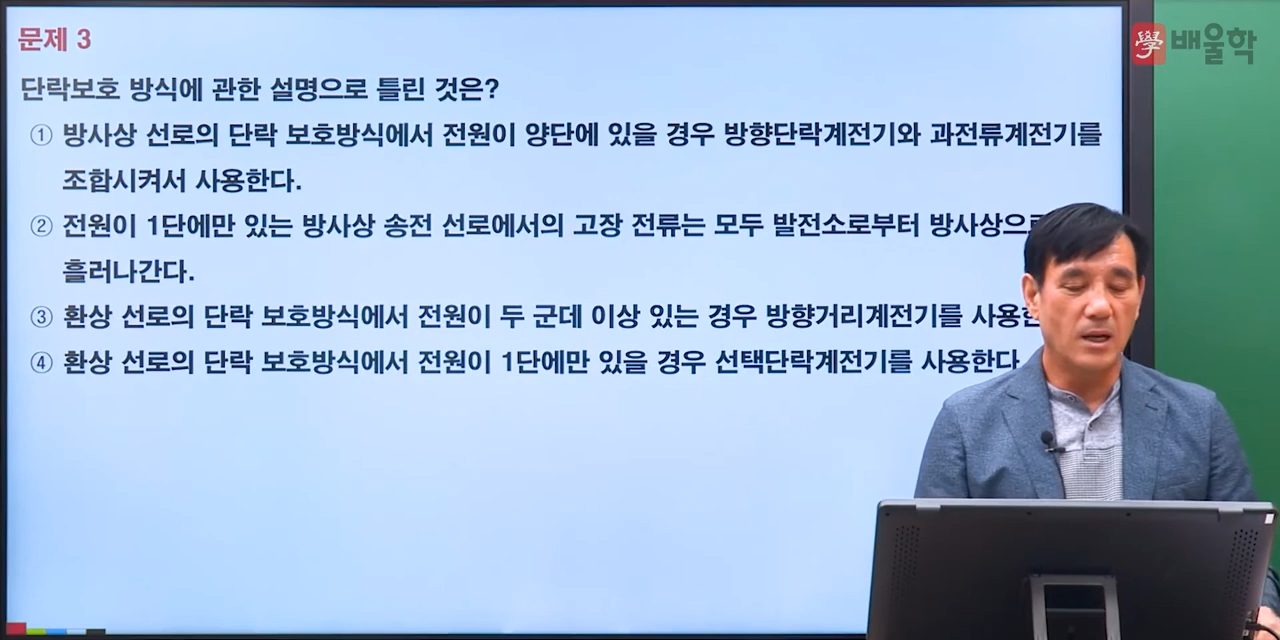 문제 3
學 배울학
단락보호 방식에 관한 설명으로 틀린 것은?
① 방사상 선로의 단락 보호방식에서 전원이 양단에 있을 경우 방향단락계전기와 과전류계전기를
조합시켜서 사용한다.
② 전원이 1단에만 있는 방사상 송전 선로에서의 고장 전류는 모두 발전소로부터
흘러나간다.
③ 환상 선로의 단락 보호방식에서 전원이 두 군데 이상 있는 경우 방향거리계전기를
④ 환상 선로의 단락 보호방식에서 전원이 1단에만 있을 경우 선택단락계전기를 사용한다